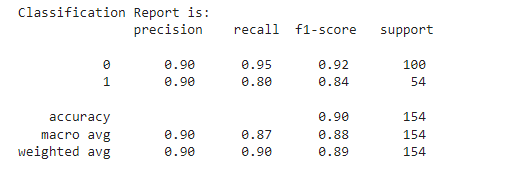 Classification Report is:
precision recall f1-score support
0 0.90 0.95 0.92 100
1 0.90 0.80 0.84 54
accuracy 0.90 154
macro avg 0.90 0.87 0.88 154
weighted avg 0.90 0.90 0.89 154